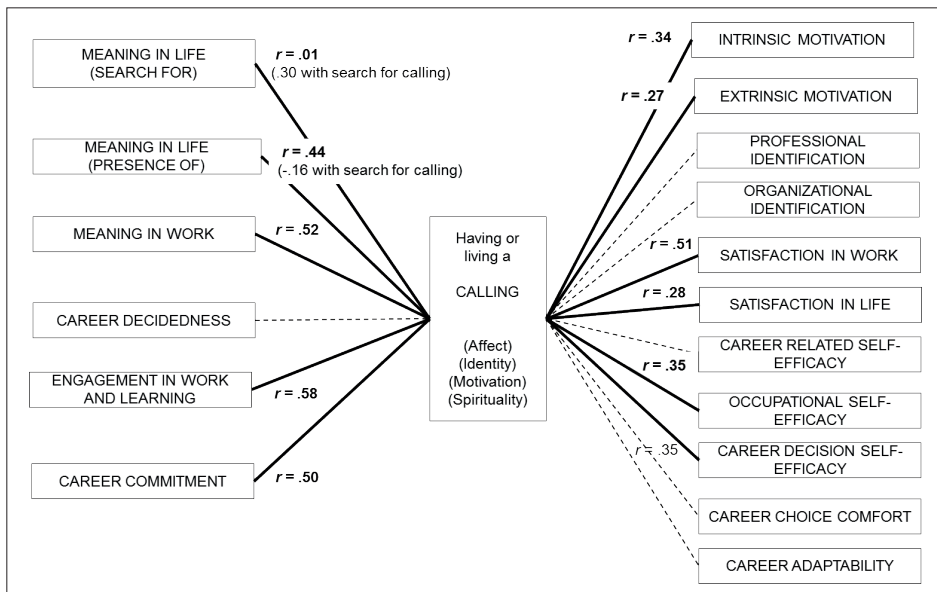 MEANING IN LIFE
(SEARCH FOR)
r = .01
(.30 with search for calling)
MEANING IN LIFE
(PRESENCE OF)
r = .44
(-.16 with search for calling)
MEANING IN WORK
r = .52
CAREER DECIDEDNESS
ENGAGEMENT IN WORK
AND LEARNING
r = .58
CAREER COMMITMENT
r = .50
Having or
living a
CALLING
(Affect)
(Identity)
(Motivation)
(Spirituality)
r = .34
INTRINSIC MOTIVATION
r = .27
EXTRINSIC MOTIVATION
PROFESSIONAL
IDENTIFICATION
ORGANIZATIONAL
IDENTIFICATION
r = .51
SATISFACTION IN WORK
r = .28
SATISFACTION IN LIFE
CAREER RELATED SELF-
EFFICACY
r = .35
OCCUPATIONAL SELF-
EFFICACY
r = .35
CAREER DECISION SELF-
EFFICACY
CAREER CHOICE COMFORT
CAREER ADAPTABILITY